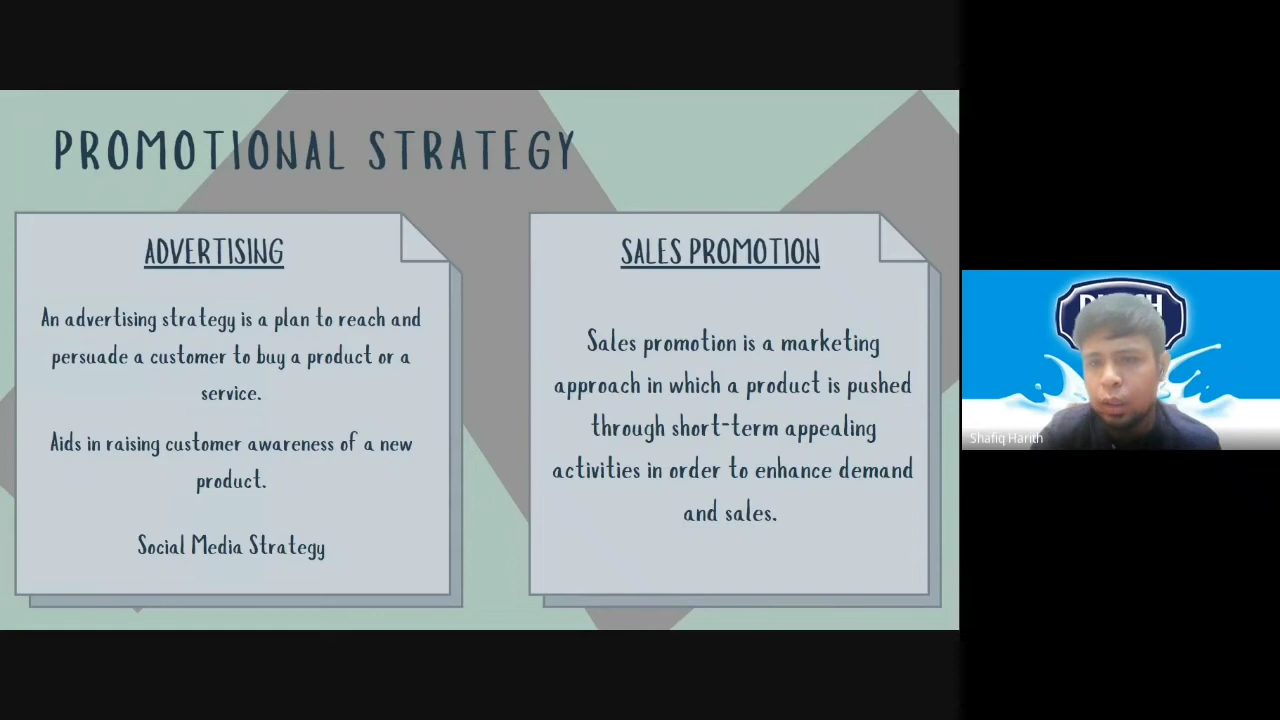 PROMOTIONAL STRATEGY
ADVERTISING
An advertising strategy is a plan to reach and
persuade a customer to buy a product or a
service.
Aids in raising customer awareness of a new
product.
Social Media Strategy
SALES PROMOTION
Sales promotion is a marketing
approach in which a product is pushed
through short-term appealing
activities in order to enhance demand
and sales.
Shafiq Harith